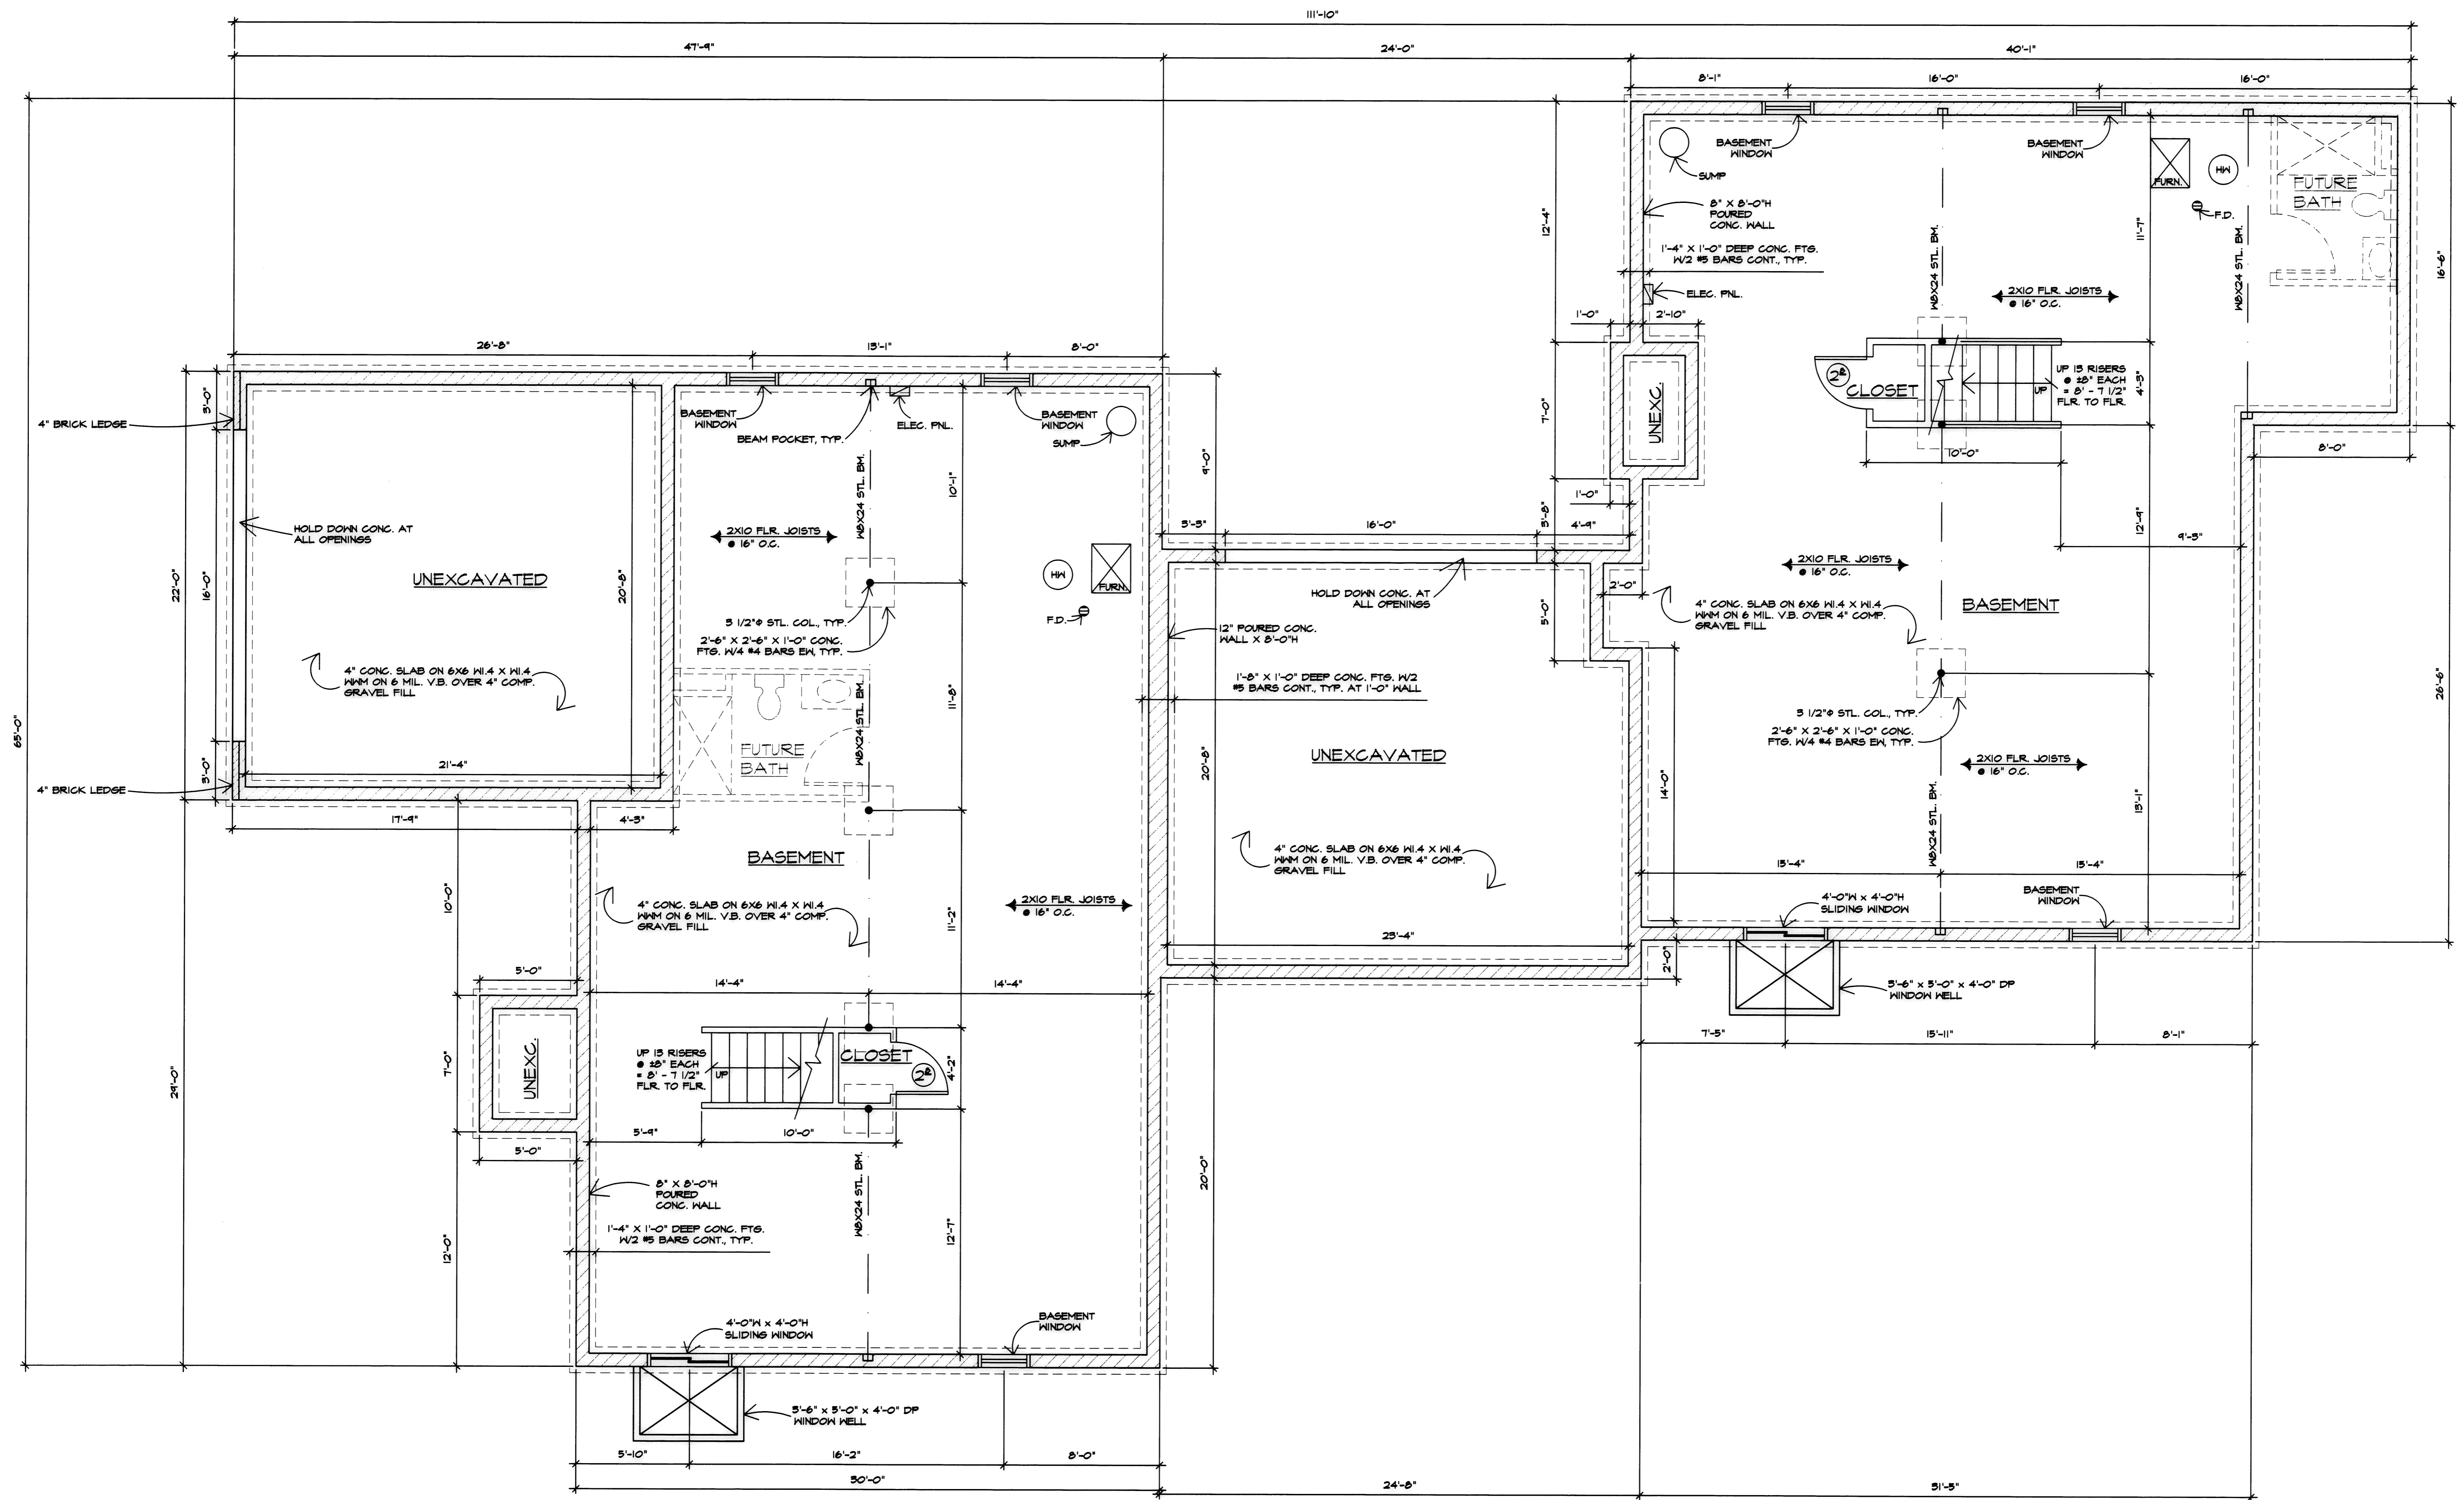 111'-10"
47'-9"
24'-0"
40'-1"
8'-1"
16'-0"
16'-0"
BASEMENT
WINDOW
BASEMENT
WINDOW
SUMP
FURN.
HW
F.D.
FUTURE
BATH
8" X 8'-0"H
POURED
CONC. WALL
1'-4" X 1'-0" DEEP CONC. FTG.
W/2 #5 BARS CONT., TYP.
ELEC. PNL.
W8X24 STL. BM.
W8X24 STL. BM.
2X10 FLR. JOISTS
@ 16" O.C.
12'-4"
11'-7"
16'-6"
1'-0"
2'-10"
UNEXC.
7'-0"
1'-0"
3'-8"
2R
CLOSET
UP
UP 13 RISERS
@ ±8" EACH
= 8' - 7 1/2"
FLR. TO FLR.
4'-3"
10'-0"
8'-0"
12'-9"
9'-3"
26'-8"
13'-1"
8'-0"
4" BRICK LEDGE
3'-0"
22'-0"
16'-0"
HOLD DOWN CONC. AT
ALL OPENINGS
UNEXCAVATED
20'-8"
4" CONC. SLAB ON 6X6 W1.4 X W1.4
WWM ON 6 MIL. V.B. OVER 4" COMP.
GRAVEL FILL
21'-4"
3'-0"
4" BRICK LEDGE
17'-9"
4'-3"
65'-0"
BASEMENT
WINDOW
BEAM POCKET, TYP.
ELEC. PNL.
BASEMENT
WINDOW
SUMP
W8X24 STL. BM.
10'-1"
2X10 FLR. JOISTS
@ 16" O.C.
HW
FURN.
F.D.
3 1/2"Φ STL. COL., TYP.
2'-6" X 2'-6" X 1'-0" CONC.
FTG. W/4 #4 BARS EW, TYP.
FUTURE
BATH
W8X24 STL. BM.
11'-8"
BASEMENT
4" CONC. SLAB ON 6X6 W1.4 X W1.4
WWM ON 6 MIL. V.B. OVER 4" COMP.
GRAVEL FILL
2X10 FLR. JOISTS
@ 16" O.C.
11'-2"
9'-0"
3'-3"
16'-0"
4'-9"
HOLD DOWN CONC. AT
ALL OPENINGS
2'-0"
5'-0"
12" POURED CONC.
WALL X 8'-0"H
1'-8" X 1'-0" DEEP CONC. FTG. W/2
#5 BARS CONT., TYP. AT 1'-0" WALL
UNEXCAVATED
20'-8"
4" CONC. SLAB ON 6X6 W1.4 X W1.4
WWM ON 6 MIL. V.B. OVER 4" COMP.
GRAVEL FILL
23'-4"
14'-0"
2'-0"
2X10 FLR. JOISTS
@ 16" O.C.
4" CONC. SLAB ON 6X6 W1.4 X W1.4
WWM ON 6 MIL. V.B. OVER 4" COMP.
GRAVEL FILL
BASEMENT
3 1/2"Φ STL. COL., TYP.
2'-6" X 2'-6" X 1'-0" CONC.
FTG. W/4 #4 BARS EW, TYP.
2X10 FLR. JOISTS
@ 16" O.C.
W8X24 STL. BM.
13'-1"
26'-6"
15'-4"
15'-4"
4'-0"W x 4'-0"H
SLIDING WINDOW
BASEMENT
WINDOW
3'-6" x 5'-0" x 4'-0" DP
WINDOW WELL
7'-5"
15'-11"
8'-1"
10'-0"
5'-0"
UNEXC.
7'-0"
5'-0"
29'-0"
12'-0"
14'-4"
14'-4"
UP 13 RISERS
@ ±8" EACH
= 8' - 7 1/2"
FLR. TO FLR.
UP
CLOSET
2R
4'-2"
5'-9"
10'-0"
8" X 8'-0"H
POURED
CONC. WALL
1'-4" X 1'-0" DEEP CONC. FTG.
W/2 #5 BARS CONT., TYP.
W8X24 STL. BM.
12'-7"
20'-0"
4'-0"W x 4'-0"H
SLIDING WINDOW
BASEMENT
WINDOW
3'-6" x 5'-0" x 4'-0" DP
WINDOW WELL
5'-10"
16'-2"
8'-0"
30'-0"
24'-8"
31'-5"